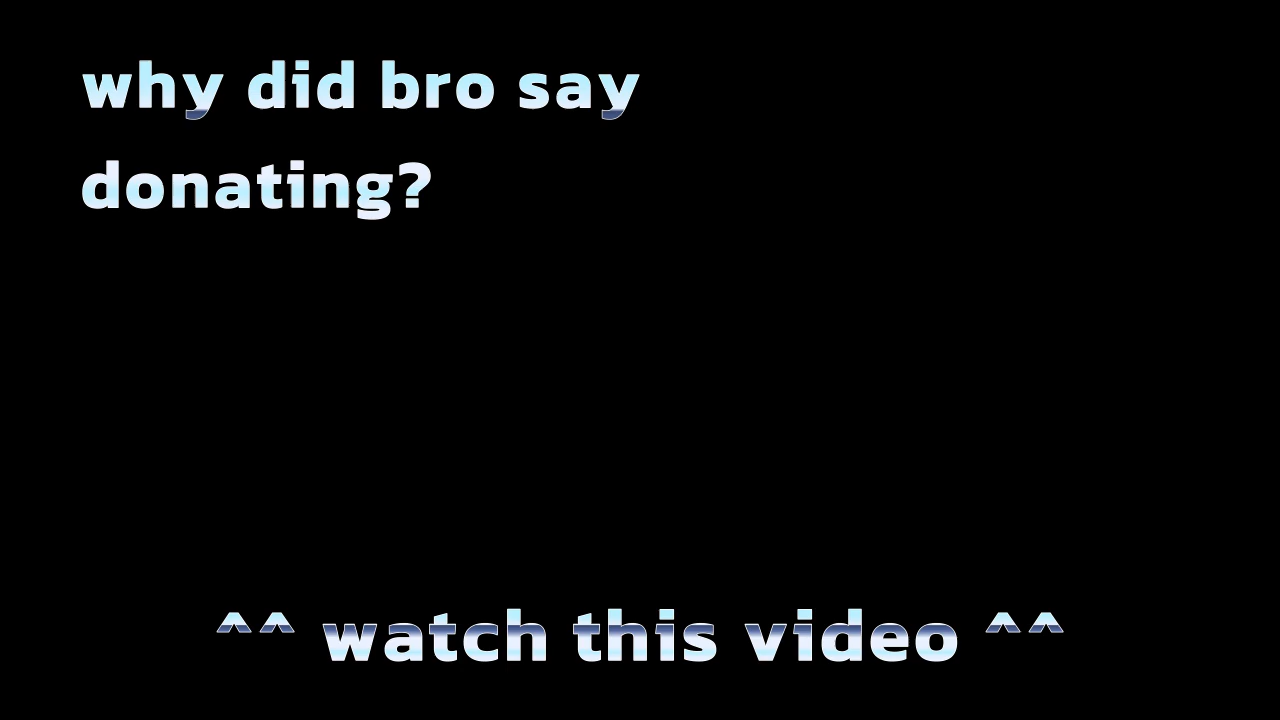 why did bro say
donating?
^^ watch this video ^^